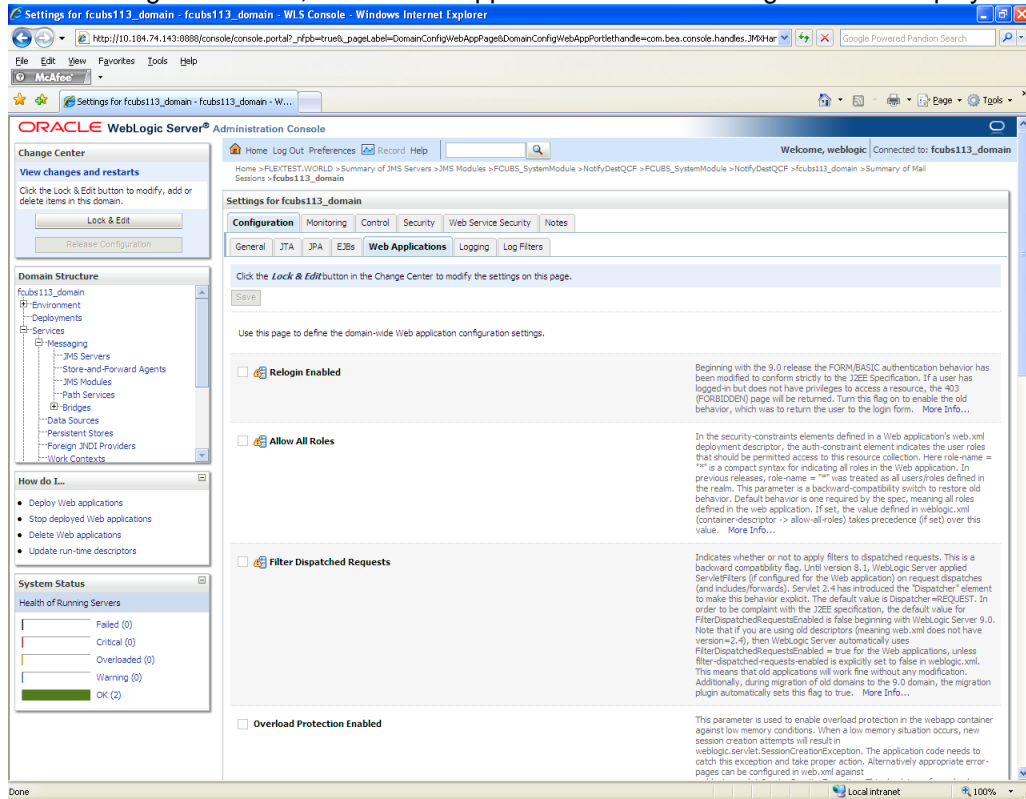 Settings for fcubs113_domain - fcubs113_domain - WLS Console - Windows Internet Explorer
http://10.184.74.143:8888/console/console.portal?_nfpb=true&_pageLabel=DomainConfigWebAppPage&DomainConfigWebAppPortlethandle=com.bea.console.handles.JMXHar
Google Powered Pandion Search
File Edit View Favorites Tools Help
McAfee
Settings for fcubs113_domain - fcubs113_domain - W...
Page Tools
ORACLE WebLogic Server® Administration Console
Change Center
View changes and restarts
Click the Lock & Edit button to modify, add or
delete items in this domain.
Lock & Edit
Release Configuration
Domain Structure
fcubs113_domain
Environment
Deployments
Services
Messaging
JMS Servers
Store-and-Forward Agents
JMS Modules
Path Services
Bridges
Data Sources
Persistent Stores
Foreign JNDI Providers
Work Contexts
How do I...
Deploy Web applications
Stop deployed Web applications
Delete Web applications
Update run-time descriptors
System Status
Health of Running Servers
Failed (0)
Critical (0)
Overloaded (0)
Warning (0)
OK (2)
Home Log Out Preferences Record Help
Welcome, weblogic Connected to: fcubs113_domain
Home >FLEXTEST.WORLD >Summary of JMS Servers >JMS Modules >FCUBS_SystemModule >NotifyDestQCF >FCUBS_SystemModule >NotifyDestQCF >fcubs113_domain >Summary of Mail
Sessions >fcubs113_domain
Settings for fcubs113_domain
Configuration Monitoring Control Security Web Service Security Notes
General JTA JPA EJBs Web Applications Logging Log Filters
Click the Lock & Edit button in the Change Center to modify the settings on this page.
Save
Use this page to define the domain-wide Web application configuration settings.
Relogin Enabled
Beginning with the 9.0 release the FORM/BASIC authentication behavior has
been modified to conform strictly to the J2EE Specification. If a user has
logged-in but does not have privileges to access a resource, the 403
(FORBIDDEN) page will be returned. Turn this flag on to enable the old
behavior, which was to return the user to the login form. More Info...
Allow All Roles
In the security-constraints elements defined in a Web application's web.xml
deployment descriptor, the auth-constraint element indicates the user roles
that should be permitted access to this resource collection. Here role-name =
"*" is a compact syntax for indicating all roles in the Web application. In
previous releases, role-name = "*" was treated as all users/roles defined in
the realm. This parameter is a backward-compatibility switch to restore old
behavior. Default behavior is one required by the spec, meaning all roles
defined in the web application. If set, the value defined in weblogic.xml
(container-descriptor -> allow-all-roles) takes precedence (if set) over this
value. More Info...
Filter Dispatched Requests
Indicates whether or not to apply filters to dispatched requests. This is a
backward compatibility flag. Until version 8.1, WebLogic Server applied
ServletFilters (if configured for the Web application) on request dispatches
(and includes/forwards). Servlet 2.4 has introduced the "Dispatcher" element
to make this behavior explicit. The default value is Dispatcher=REQUEST. In
order to be complaint with the J2EE specification, the default value for
FilterDispatchedRequestsEnabled is false beginning with WebLogic Server 9.0.
Note that if you are using old descriptors (meaning web.xml does not have
version=2.4), then WebLogic Server automatically uses
FilterDispatchedRequestsEnabled = true for the Web applications, unless
filter-dispatched-requests-enabled is explicitly set to false in weblogic.xml.
This means that old applications will work fine without any modification.
Additionally, during migration of old domains to the 9.0 domain, the migration
plugin automatically sets this flag to true. More Info...
Overload Protection Enabled
This parameter is used to enable overload protection in the webapp container
against low memory conditions. When a low memory situation occurs, new
session creation attempts will result in
weblogic.servlet.SessionCreationException. The application code needs to
catch this exception and take proper action. Alternatively appropriate error-
pages can be configured in web.xml against
Done
Local intranet
100%